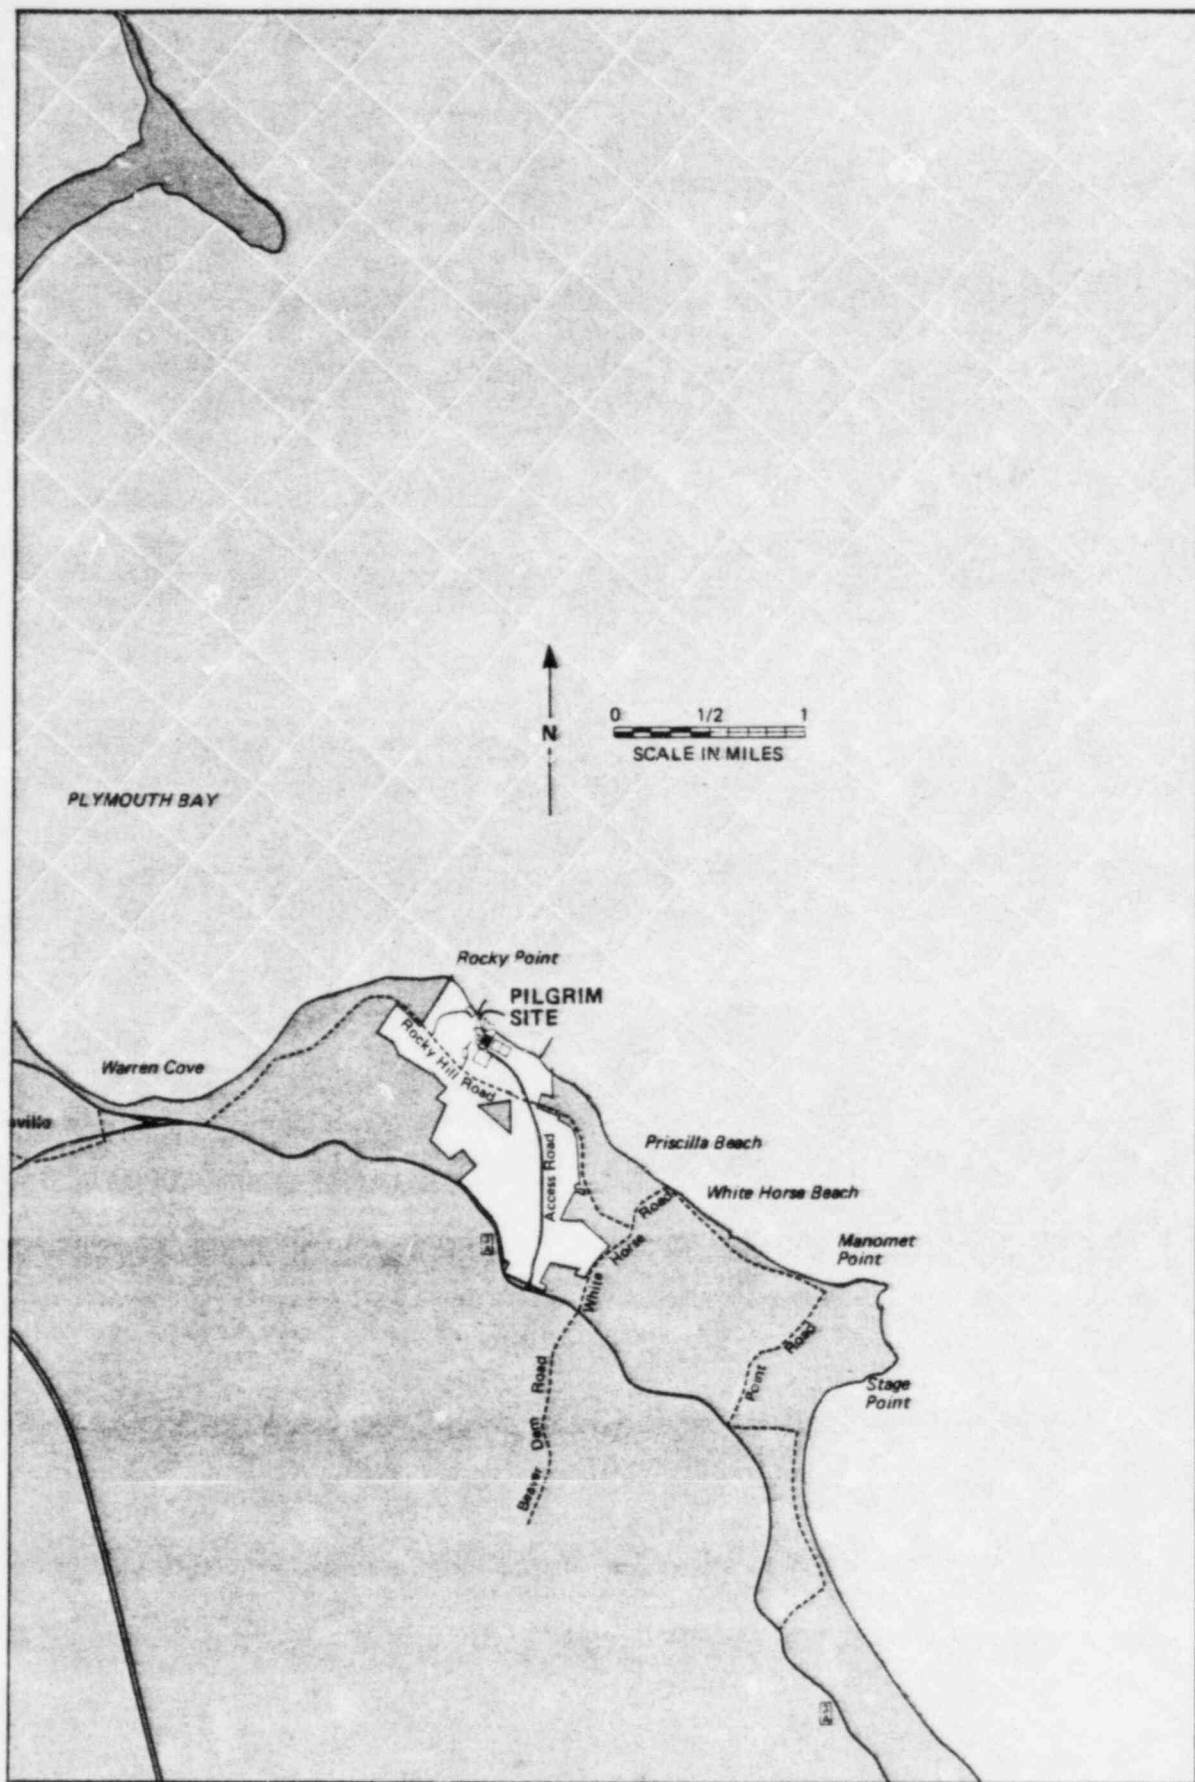 N
0 1/2 1
SCALE IN MILES
PLYMOUTH BAY
Rocky Point
PILGRIM
SITE
Rocky Hill Road
Warren Cove
Access Road
Priscilla Beach
White Horse Beach
White Horse Road
Manomet
Point
Point Road
Stage
Point
Beaver Dam Road